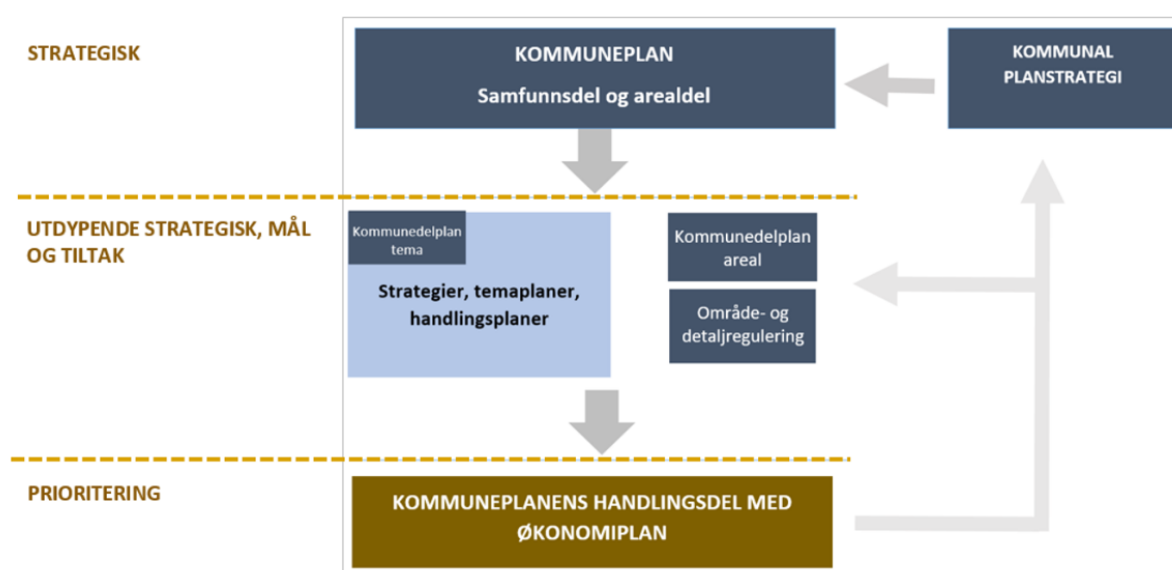 STRATEGISK
KOMMUNEPLAN
Samfunnsdel og arealdel
KOMMUNAL
PLANSTRATEGI
UTDYPENDE STRATEGISK, MÅL
OG TILTAK
Kommunedelplan
tema
Strategier, temaplaner,
handlingsplaner
Kommunedelplan
areal
Område- og
detaljregulering
PRIORITERING
KOMMUNEPLANENS HANDLINGSDEL MED
ØKONOMIPLAN